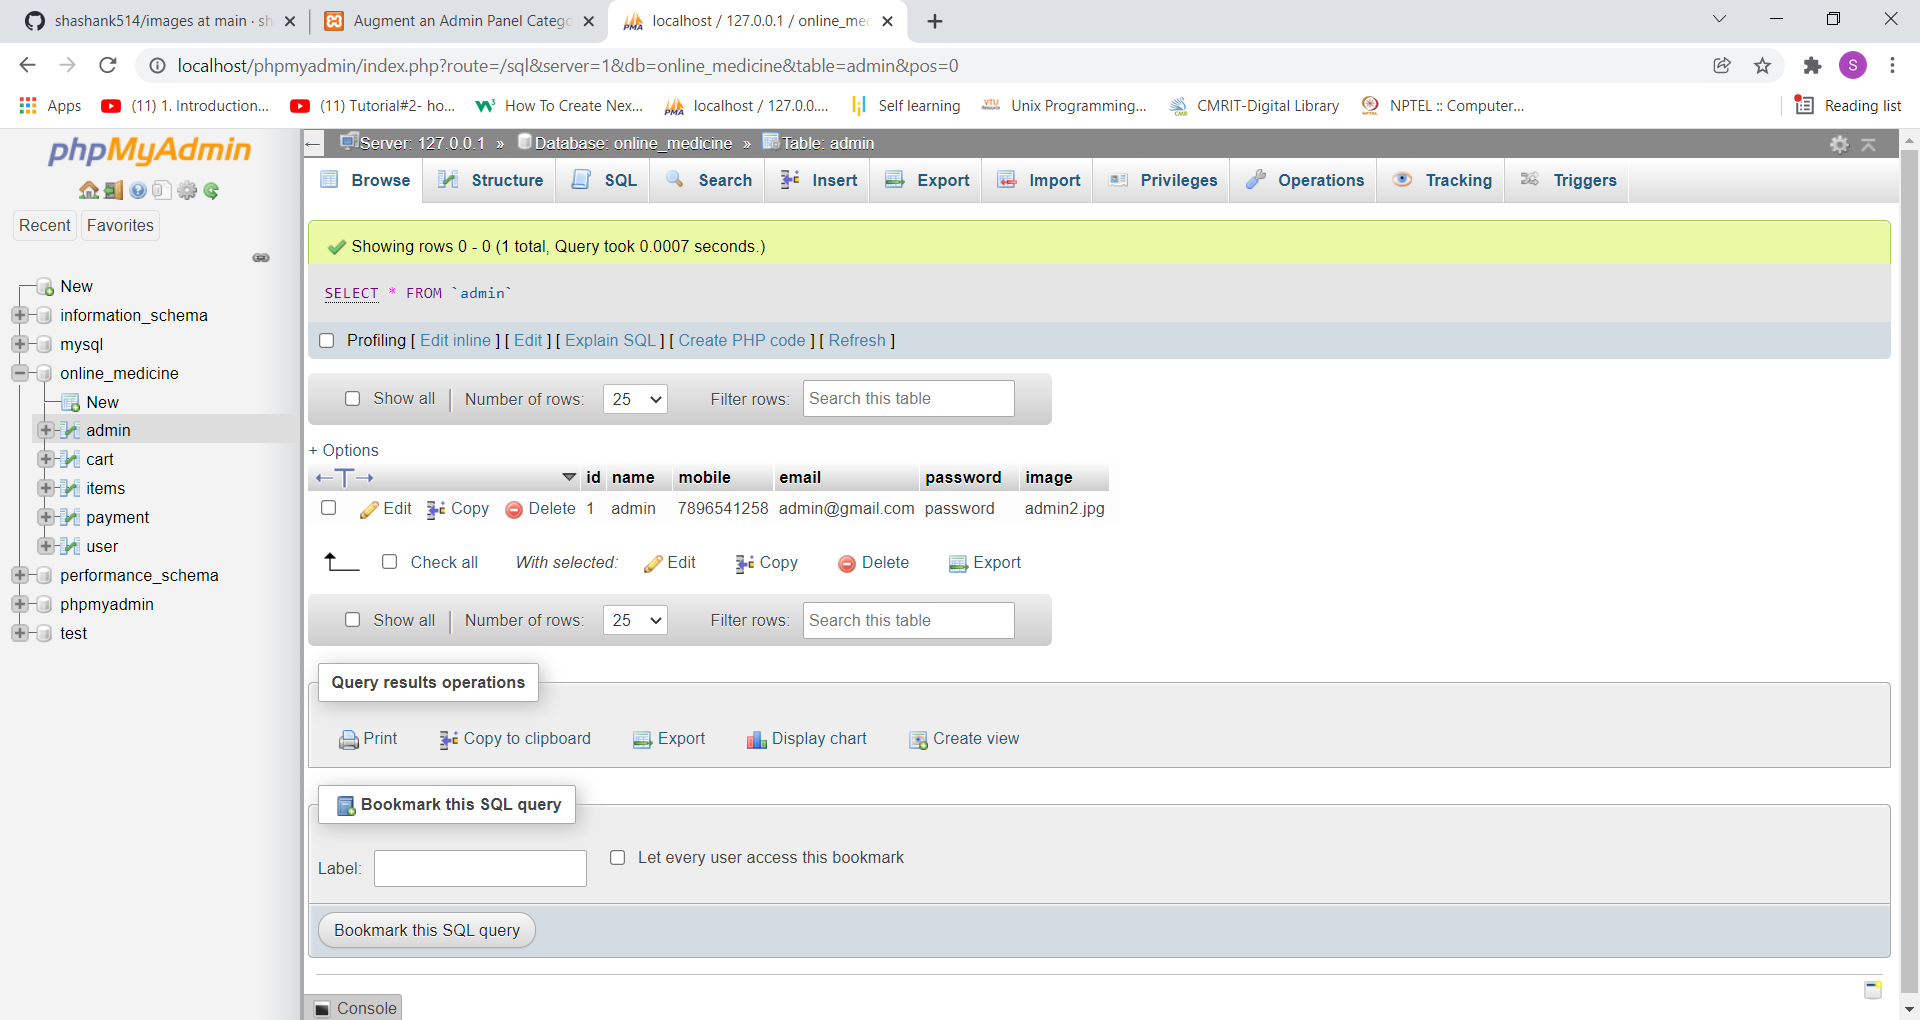 shashank514/images at main · sh
Augment an Admin Panel Catego
localhost / 127.0.0.1 / online_med
localhost/phpmyadmin/index.php?route=/sql&server=1&db=online_medicine&table=admin&pos=0
S
Apps
(11) 1. Introduction...
(11) Tutorial#2- ho...
How To Create Nex...
localhost / 127.0.0....
Self learning
Unix Programming...
CMRIT-Digital Library
NPTEL :: Computer...
Reading list
phpMyAdmin
Recent
Favorites
New
information_schema
mysql
online_medicine
New
admin
cart
items
payment
user
performance_schema
phpmyadmin
test
Server: 127.0.0.1 » Database: online_medicine » Table: admin
Browse
Structure
SQL
Search
Insert
Export
Import
Privileges
Operations
Tracking
Triggers
Showing rows 0 - 0 (1 total, Query took 0.0007 seconds.)
SELECT * FROM `admin`
Profiling [ Edit inline ] [ Edit ] [ Explain SQL ] [ Create PHP code ] [ Refresh ]
Show all | Number of rows: 25 Filter rows: Search this table
+ Options
←T→ id name mobile email password image
Edit Copy Delete 1 admin 7896541258 admin@gmail.com password admin2.jpg
Check all With selected: Edit Copy Delete Export
Show all | Number of rows: 25 Filter rows: Search this table
Query results operations
Print Copy to clipboard Export Display chart Create view
Bookmark this SQL query
Label: Let every user access this bookmark
Bookmark this SQL query
Console